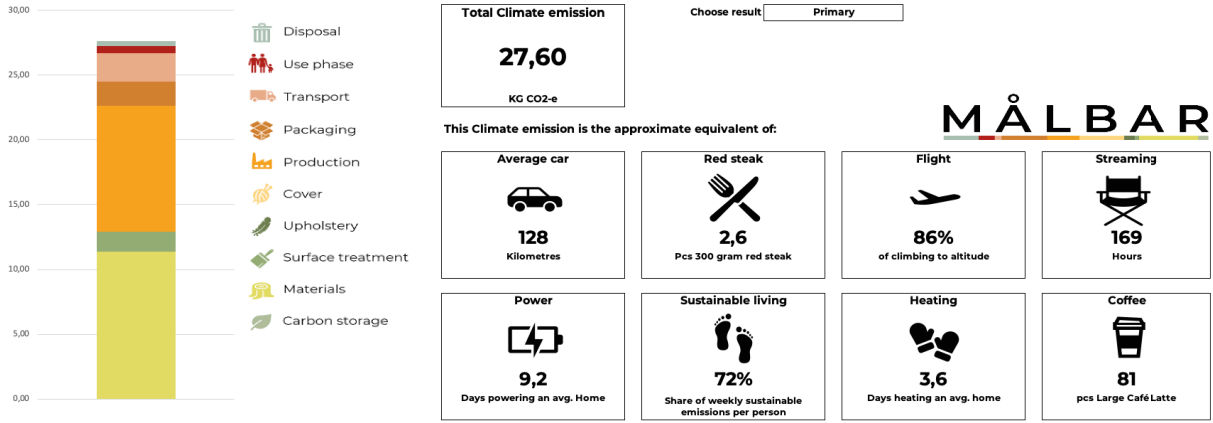 30,00
25,00
20,00
15,00
10,00
5,00
0,00
Disposal
Use phase
Transport
Packaging
Production
Cover
Upholstery
Surface treatment
Materials
Carbon storage
Total Climate emission
27,60
KG CO2-e
Choose result Primary
MÅLBAR
This Climate emission is the approximate equivalent of:
Average car
128
Kilometres
Red steak
2,6
Pcs 300 gram red steak
Flight
86%
of climbing to altitude
Streaming
169
Hours
Power
9,2
Days powering an avg. Home
Sustainable living
72%
Share of weekly sustainable
emissions per person
Heating
3,6
Days heating an avg. home
Coffee
81
pcs Large Café Latte